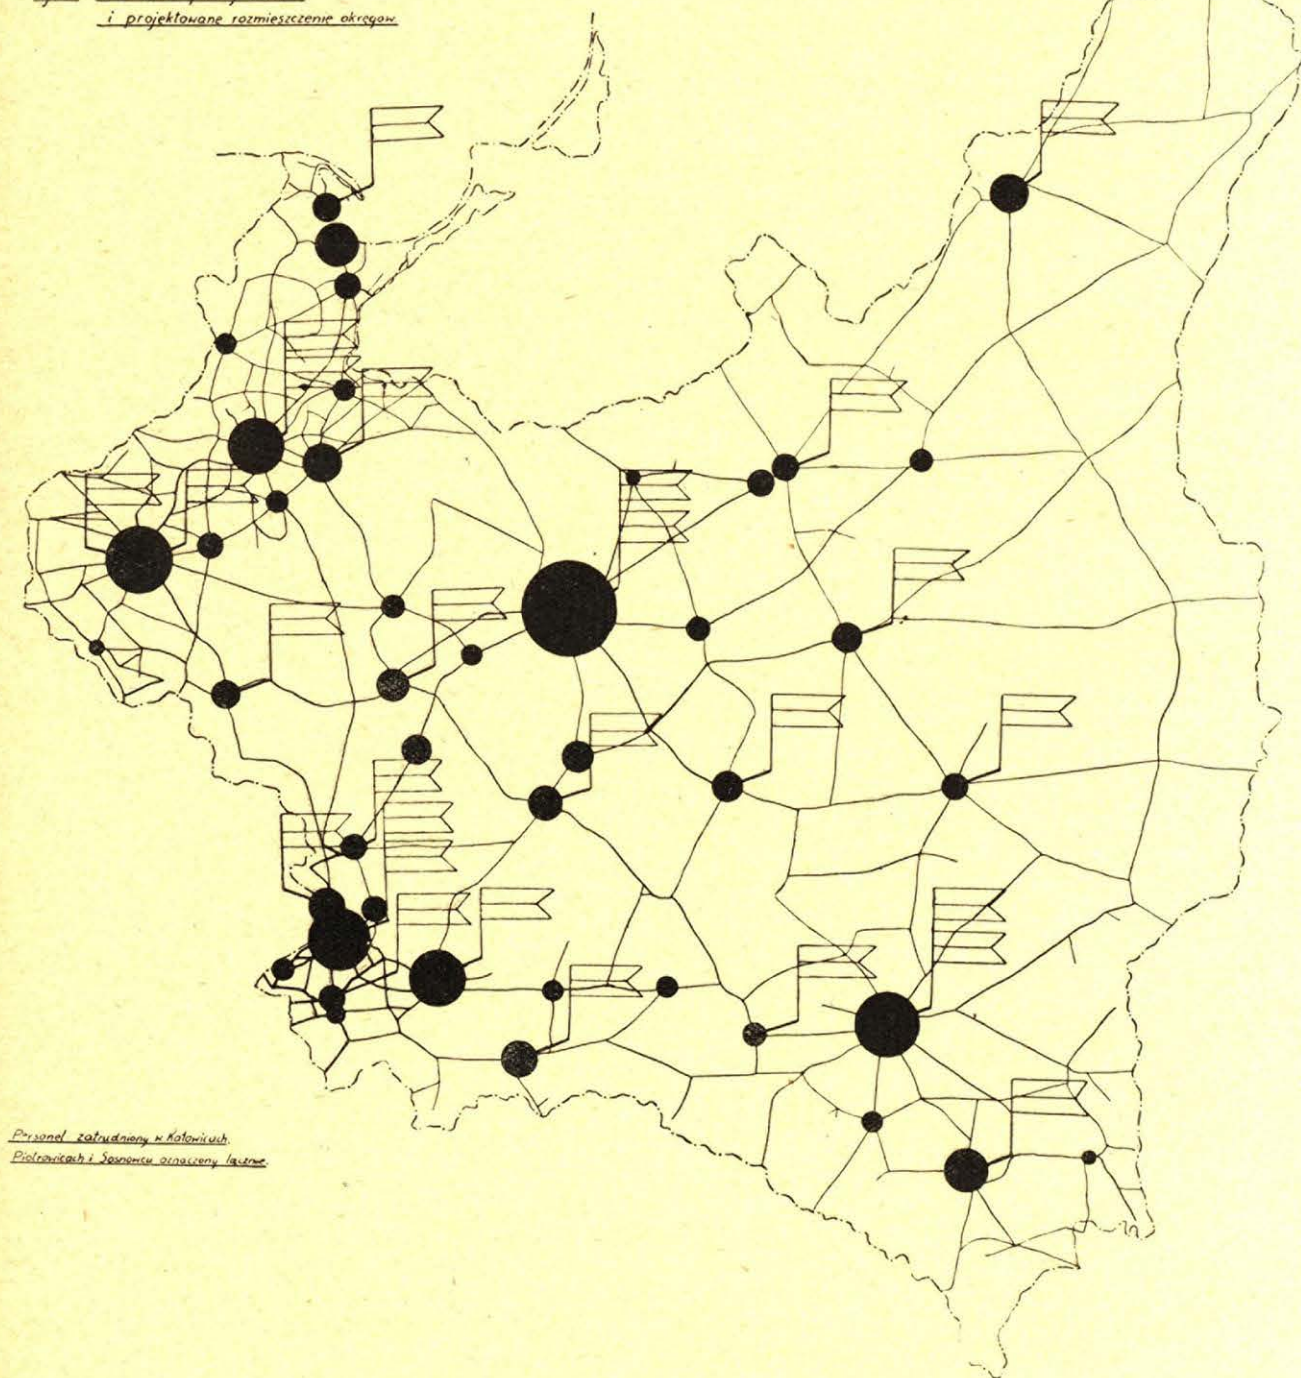 i projektowane rozmieszczenie okręgów
Personel zatrudniony w Katowicach,
Piotrowicach i Sosnowcu oznaczony łącznie.